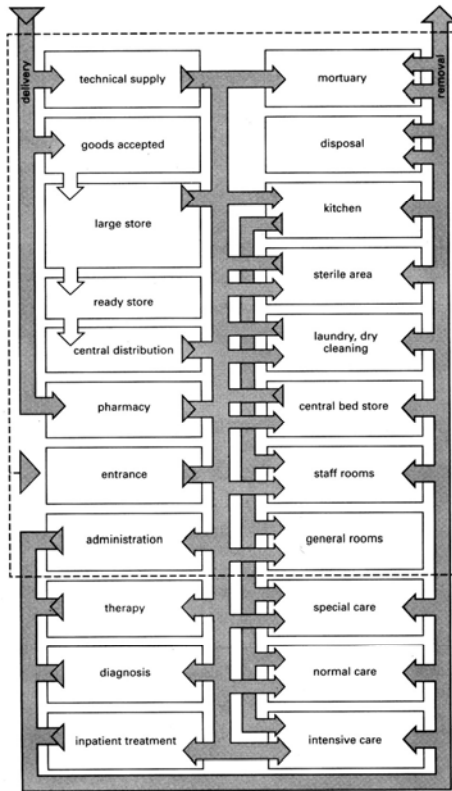 delivery
removal
technical supply
mortuary
goods accepted
disposal
large store
kitchen
sterile area
ready store
central distribution
laundry, dry
cleaning
pharmacy
central bed store
entrance
staff rooms
administration
general rooms
therapy
special care
diagnosis
normal care
inpatient treatment
intensive care